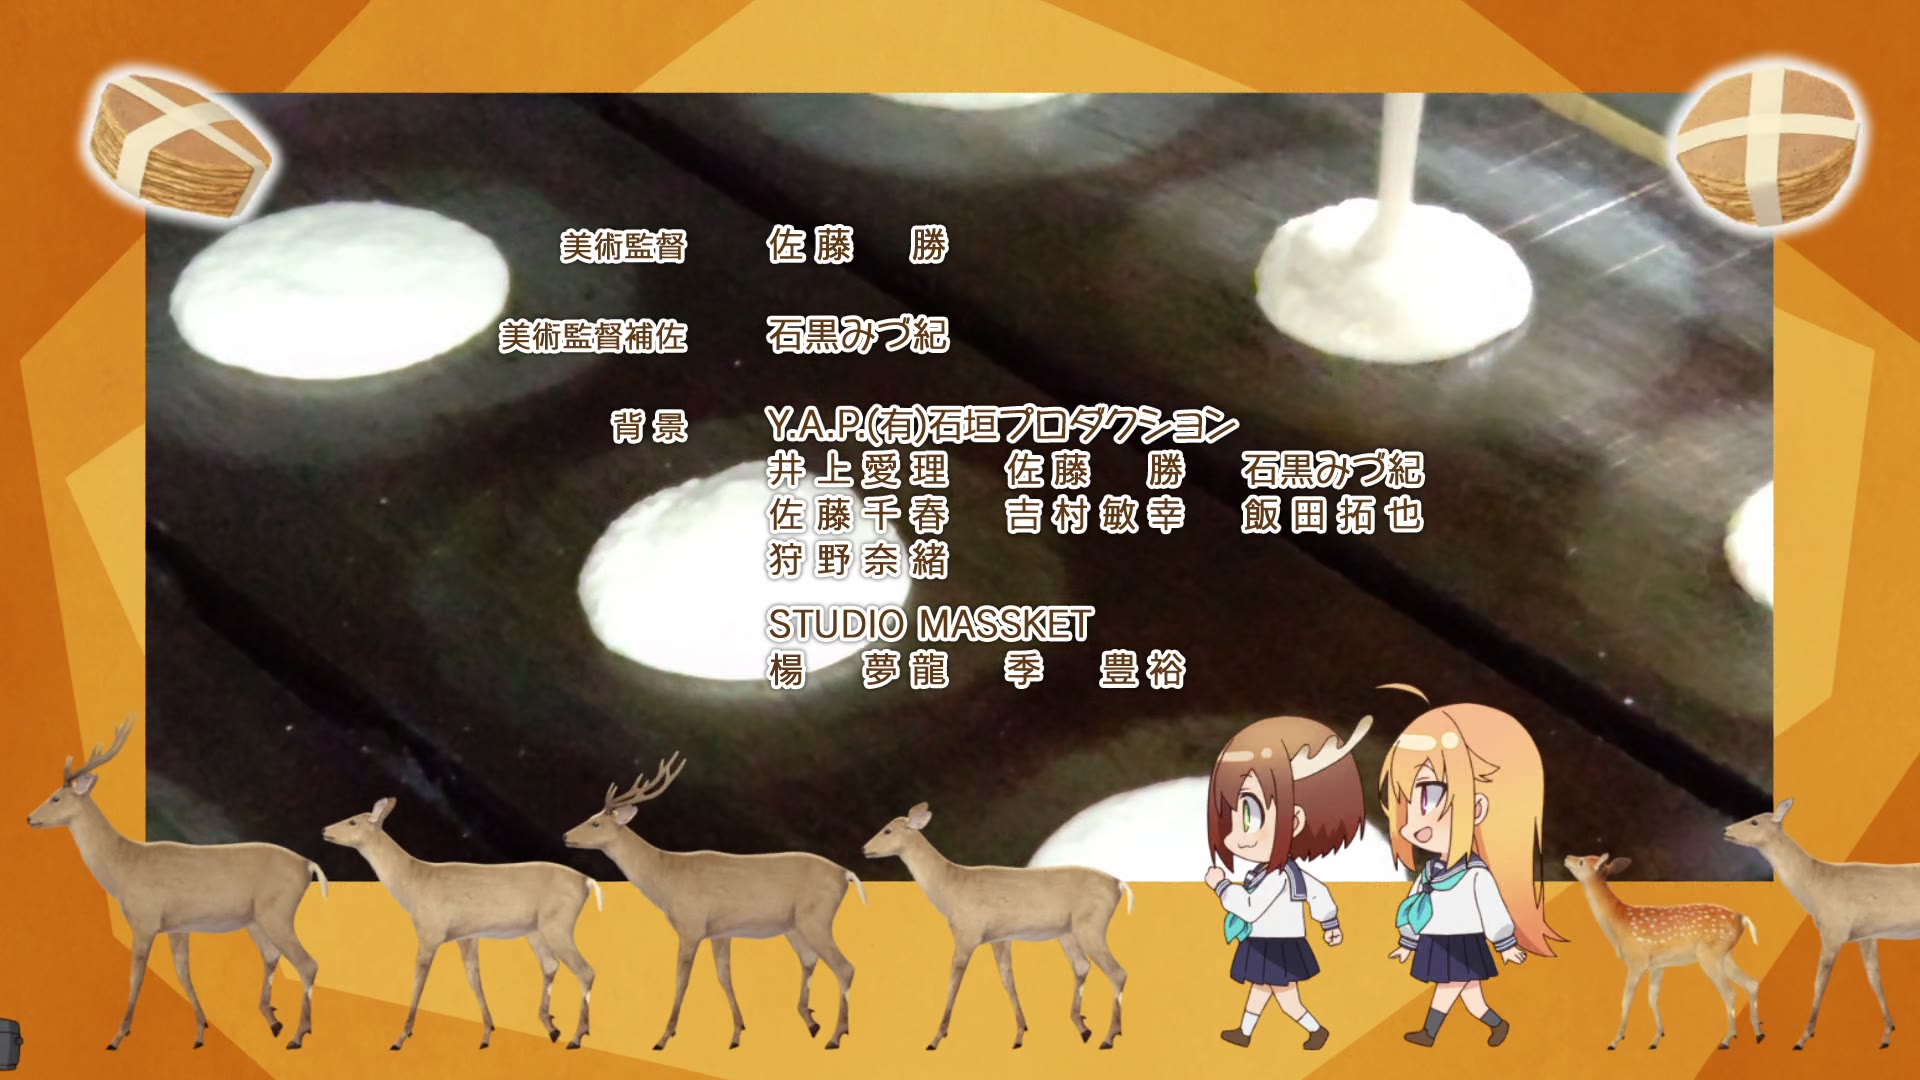 美術監督 佐藤 勝
美術監督補佐 石黒みづ紀
背景 Y.A.P.(有)石垣プロダクション
井上愛理 佐藤 勝 石黒みづ紀
佐藤千春 吉村敏幸 飯田拓也
狩野奈緒
STUDIO MASSKET
楊 夢龍 季 豊裕